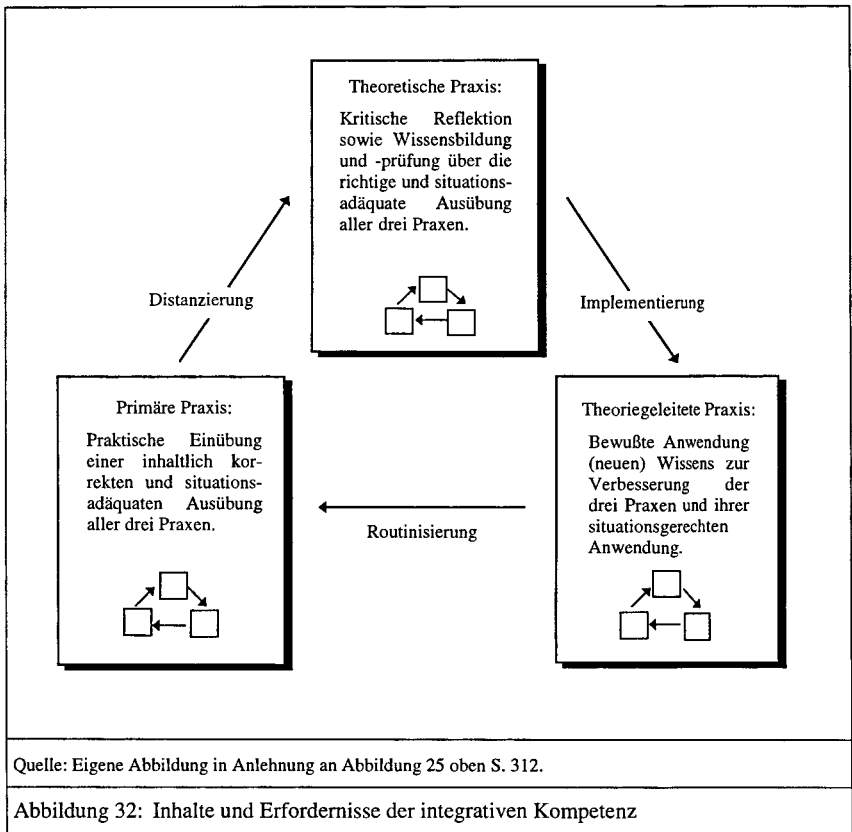 Theoretische Praxis:
Kritische Reflektion
sowie Wissensbildung
und -prüfung über die
richtige und situations-
adäquate Ausübung
aller drei Praxen.
Distanzierung
Implementierung
Primäre Praxis:
Praktische Einübung
einer inhaltlich kor-
rekten und situations-
adäquaten Ausübung
aller drei Praxen.
Theoriegeleitete Praxis:
Bewußte Anwendung
(neuen) Wissens zur
Verbesserung der
drei Praxen und ihrer
situationsgerechten
Anwendung.
Routinisierung
Quelle: Eigene Abbildung in Anlehnung an Abbildung 25 oben S. 312.
Abbildung 32: Inhalte und Erfordernisse der integrativen Kompetenz